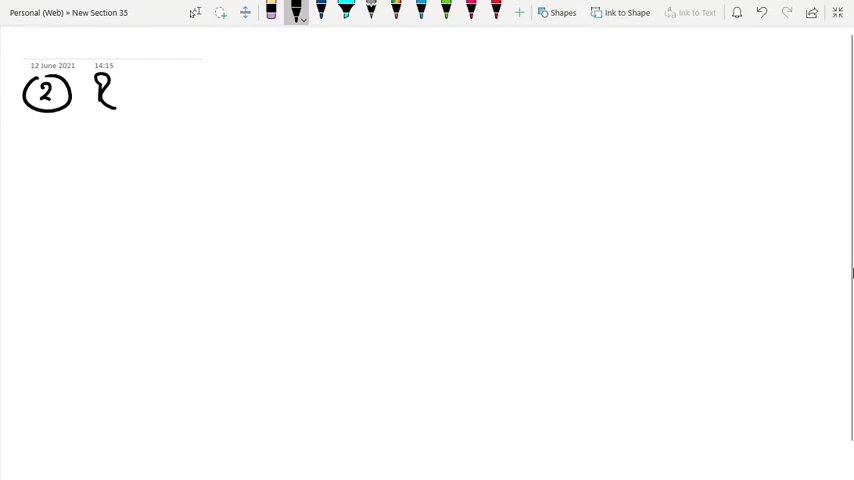 Personal (Web) » New Section 35
Shapes
Ink to Shape
Ink to Text
12 June 2021 14:15
2 R